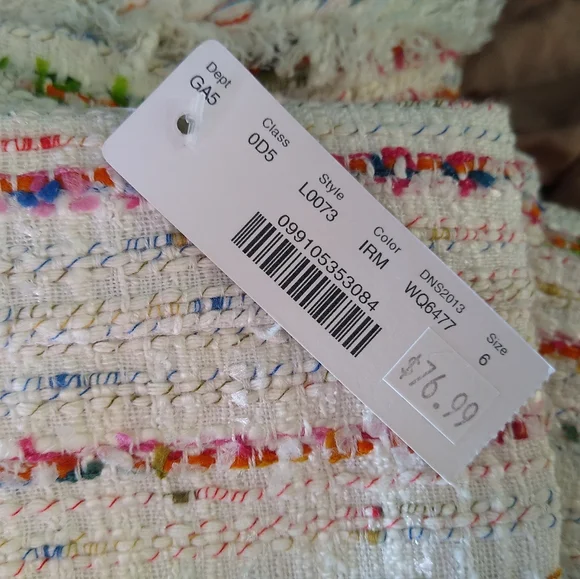 Dept
GA5
Class
0D5
Style
L0073
Color
IRM
DNS2013
WQ6477
Size
6
099105353084
$76.99